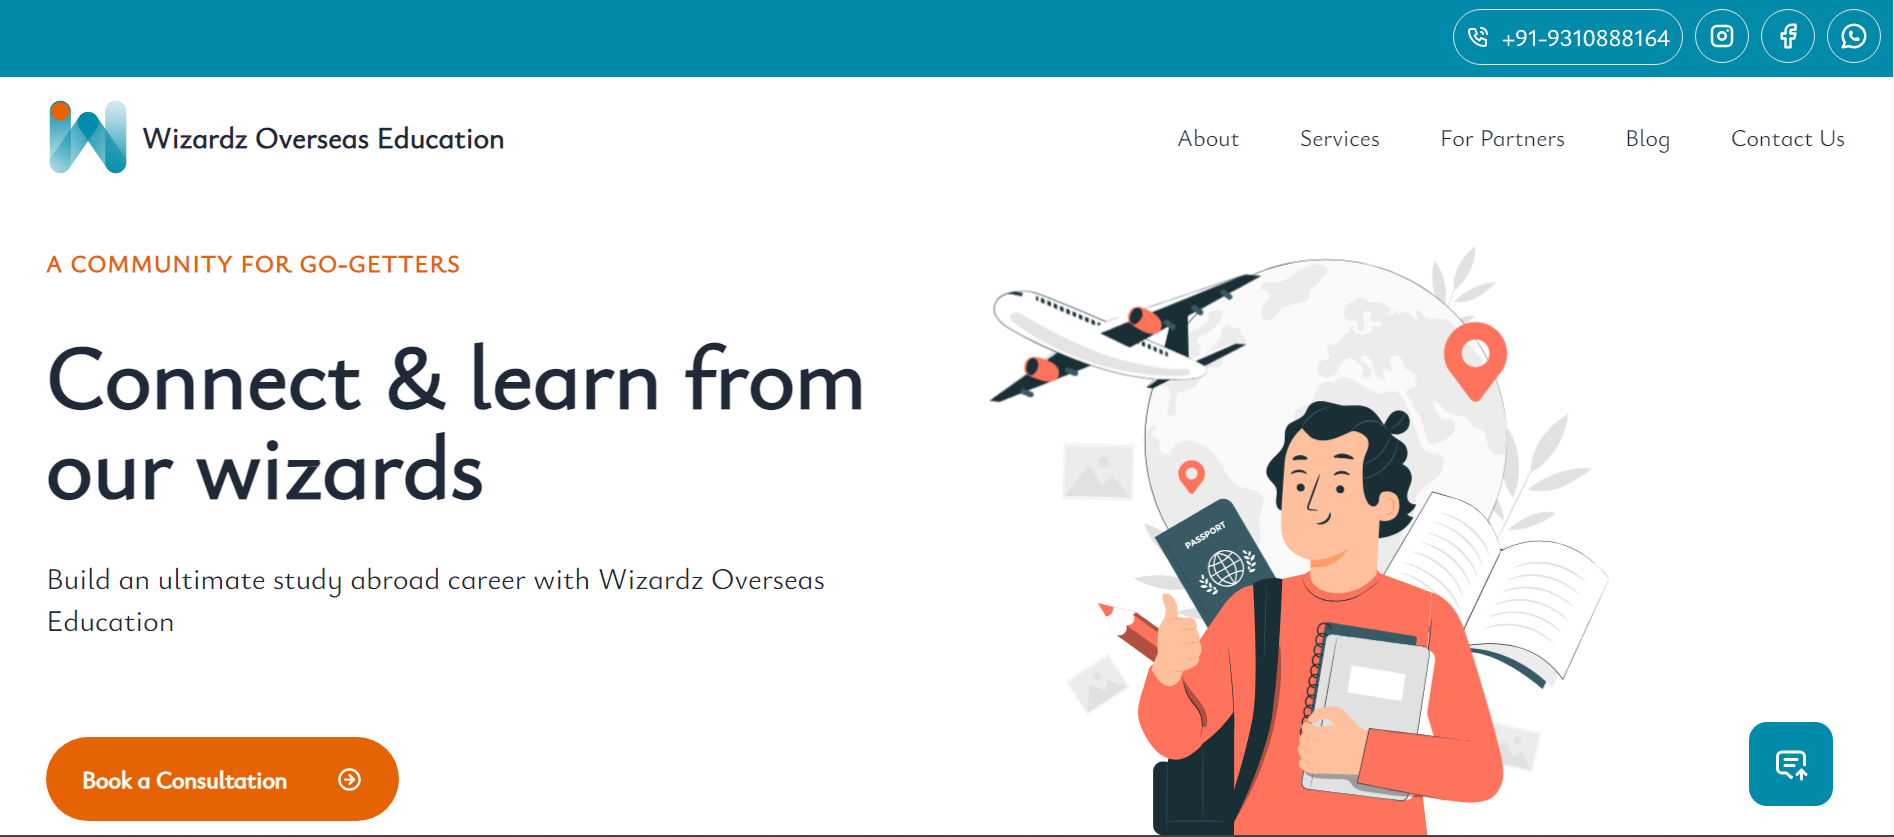 +91-9310888164
Wizardz Overseas Education
About
Services
For Partners
Blog
Contact Us
A COMMUNITY FOR GO-GETTERS
Connect & learn from
our wizards
Build an ultimate study abroad career with Wizardz Overseas
Education
PASSPORT
Book a Consultation